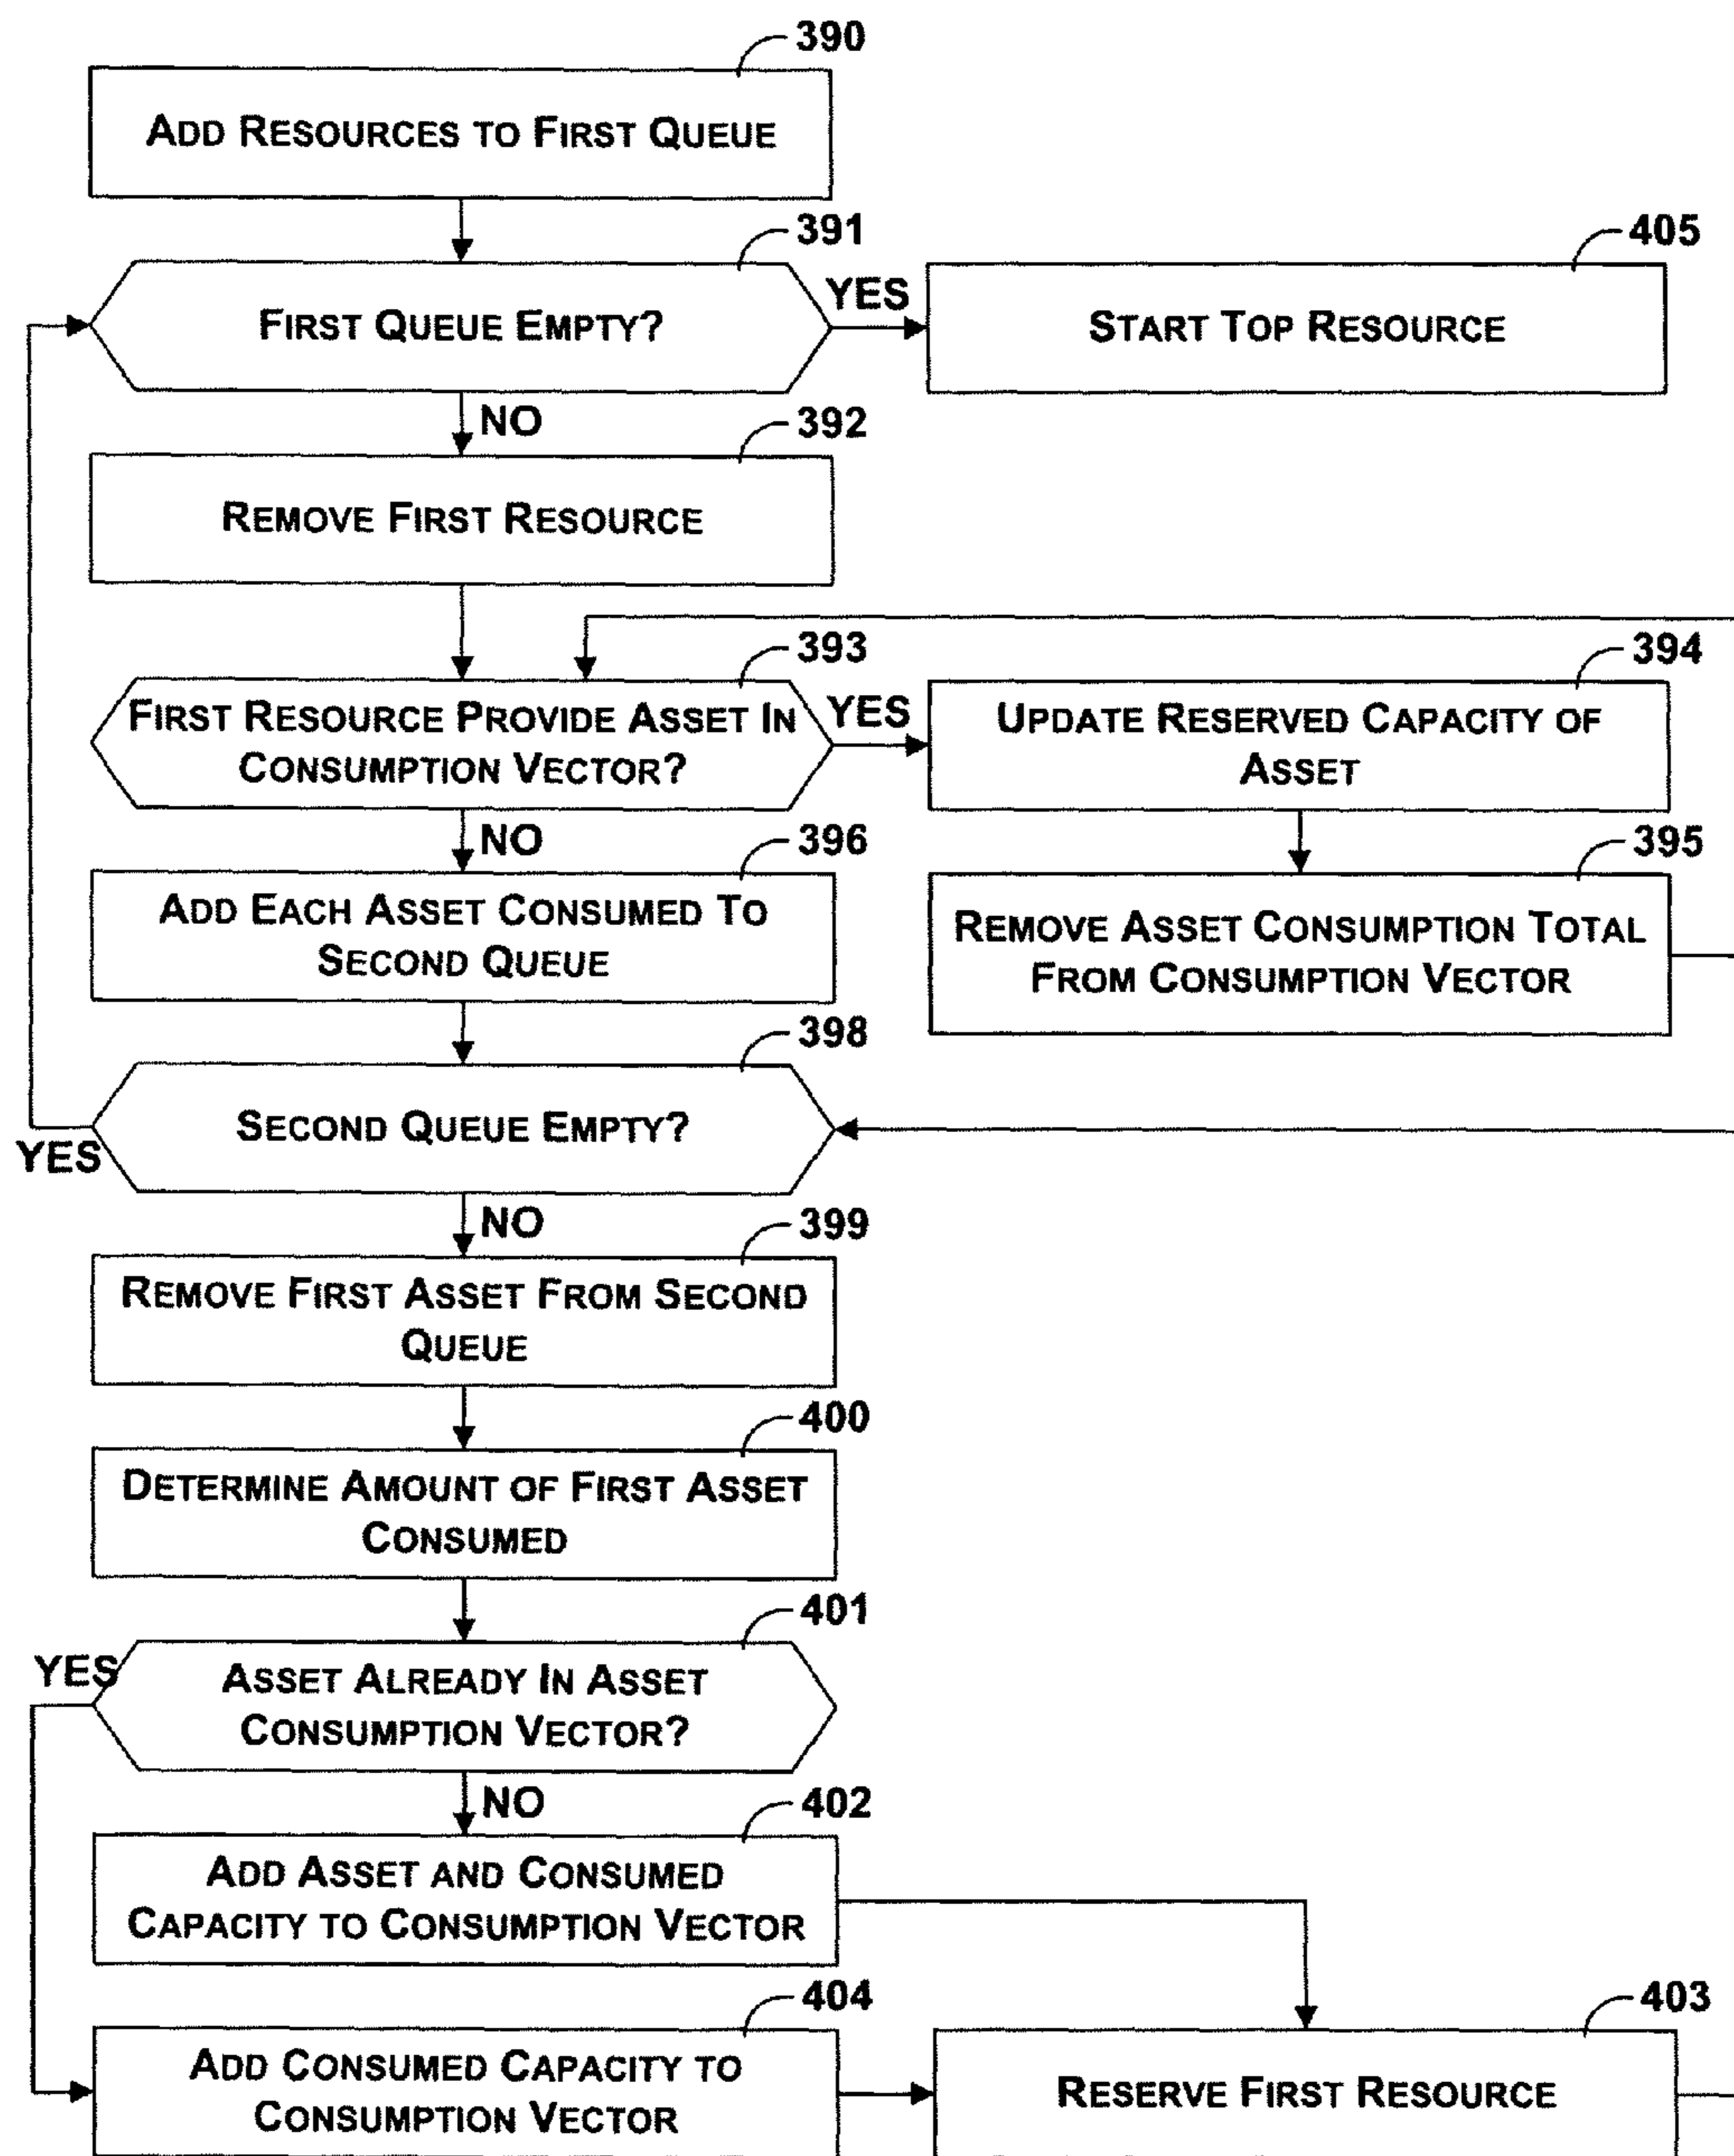 390
ADD RESOURCES TO FIRST QUEUE
391
FIRST QUEUE EMPTY?
YES
405
START TOP RESOURCE
NO
392
REMOVE FIRST RESOURCE
393
FIRST RESOURCE PROVIDE ASSET IN
CONSUMPTION VECTOR?
YES
394
UPDATE RESERVED CAPACITY OF
ASSET
NO
396
ADD EACH ASSET CONSUMED TO
SECOND QUEUE
395
REMOVE ASSET CONSUMPTION TOTAL
FROM CONSUMPTION VECTOR
398
SECOND QUEUE EMPTY?
YES
NO
399
REMOVE FIRST ASSET FROM SECOND
QUEUE
400
DETERMINE AMOUNT OF FIRST ASSET
CONSUMED
401
YES
ASSET ALREADY IN ASSET
CONSUMPTION VECTOR?
NO
402
ADD ASSET AND CONSUMED
CAPACITY TO CONSUMPTION VECTOR
404
ADD CONSUMED CAPACITY TO
CONSUMPTION VECTOR
403
RESERVE FIRST RESOURCE